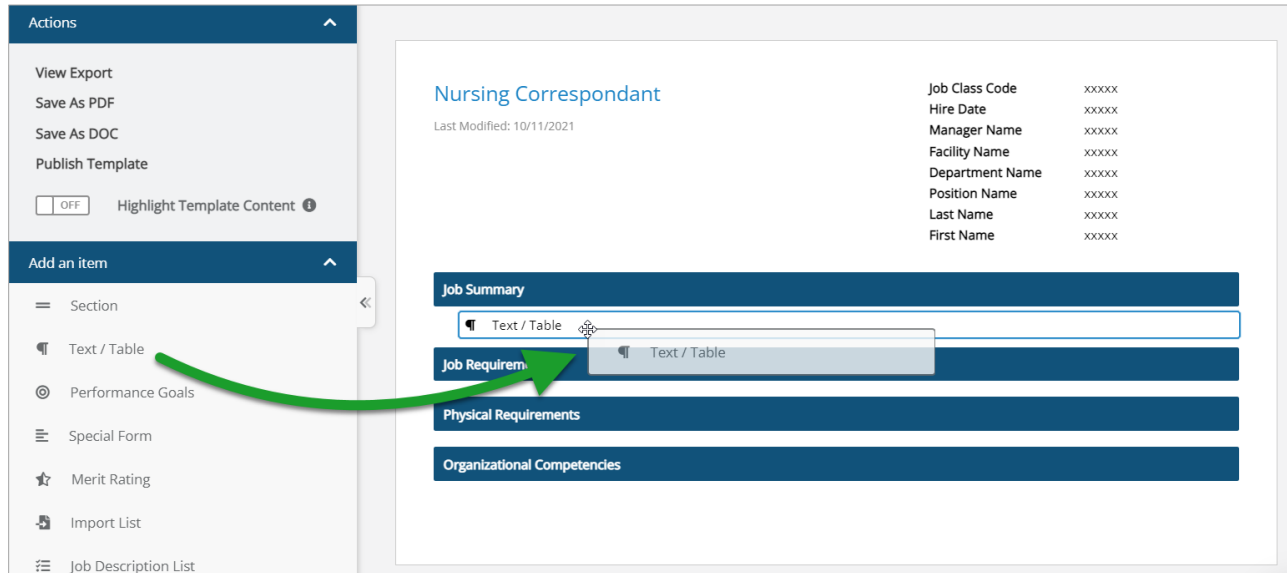 Actions
View Export
Save As PDF
Save As DOC
Publish Template
OFF Highlight Template Content
Add an item
Section
Text / Table
Performance Goals
Special Form
Merit Rating
Import List
Job Description List
Nursing Correspondant
Last Modified: 10/11/2021
Job Class Code xxxxx
Hire Date xxxxx
Manager Name xxxxx
Facility Name xxxxx
Department Name xxxxx
Position Name xxxxx
Last Name xxxxx
First Name xxxxx
Job Summary
¶ Text / Table
¶ Text / Table
Job Requirem
Physical Requirements
Organizational Competencies